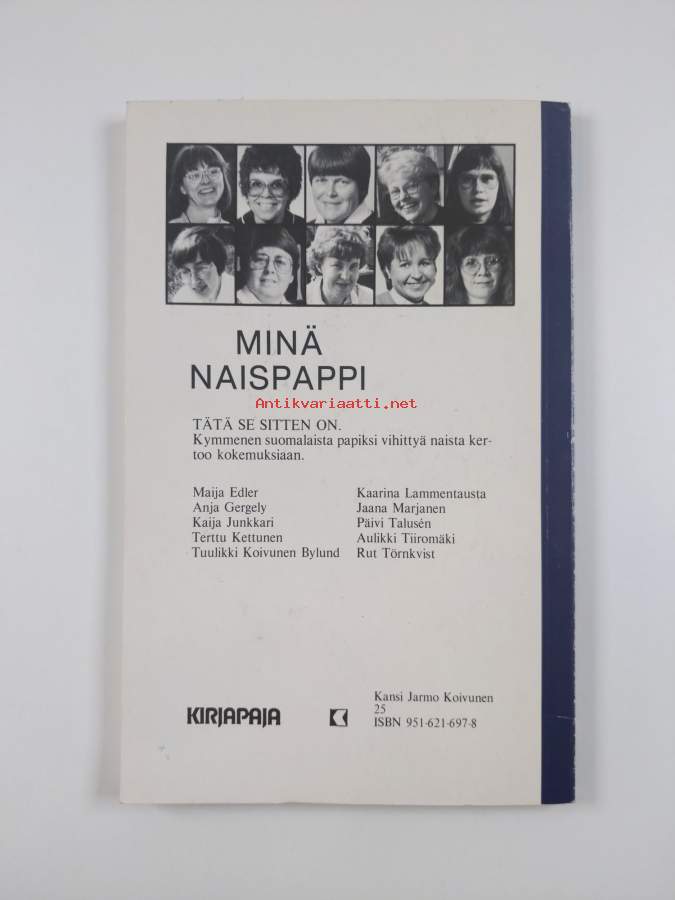 MINÄ
NAISPAPPI
Antikvariaatti.net
TÄTÄ SE SITTEN ON.
Kymmenen suomalaista papiksi vihittyä naista ker-
too kokemuksiaan.
Maija Edler
Anja Gergely
Kaija Junkkari
Terttu Kettunen
Tuulikki Koivunen Bylund
Kaarina Lammentausta
Jaana Marjanen
Päivi Talusén
Aulikki Tiiromäki
Rut Törnkvist
KIRJAPAJA
Kansi Jarmo Koivunen
25
ISBN 951-621-697-8